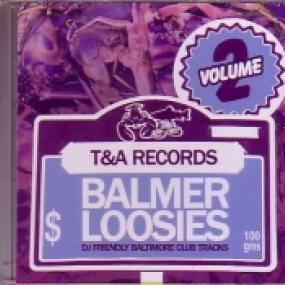 2
VOLUME
T&A RECORDS
BALMER
$ LOOSIES
100
gms
DJ FRIENDLY BALTIMORE CLUB TRACKS